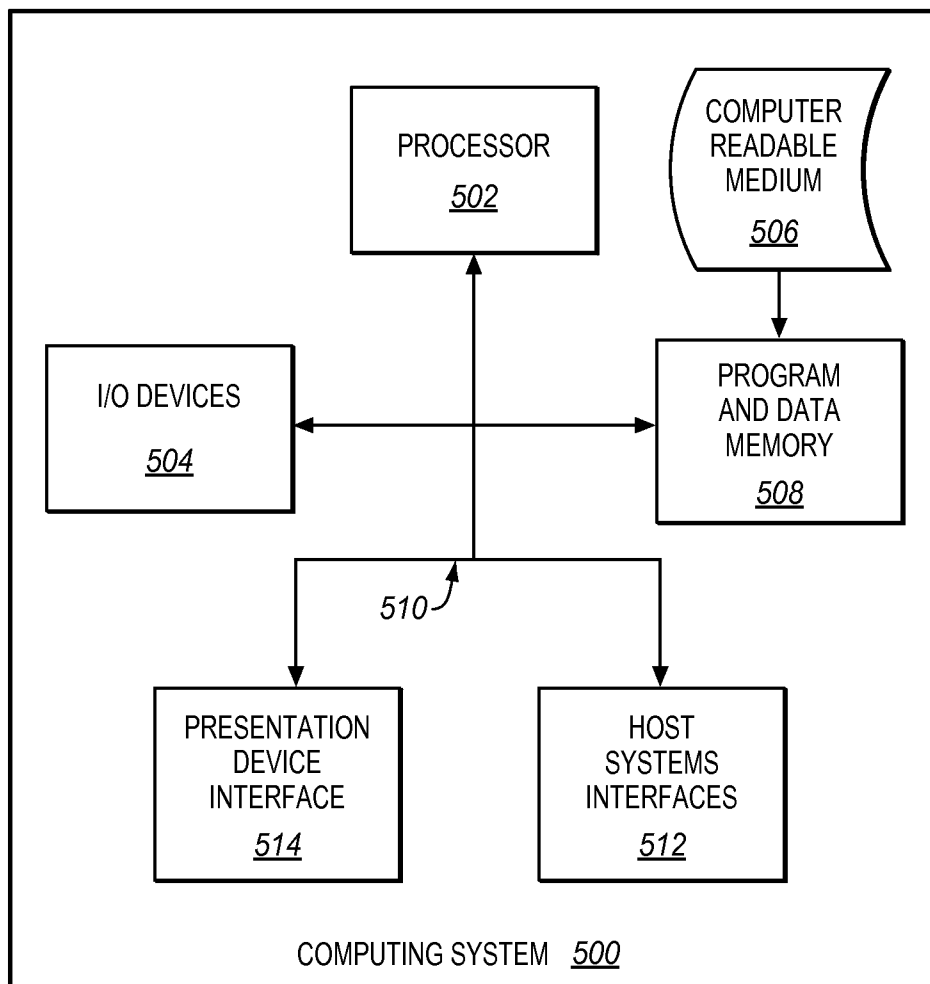 PROCESSOR
502
COMPUTER
READABLE
MEDIUM
506
I/O DEVICES
504
PROGRAM
AND DATA
MEMORY
508
510
PRESENTATION
DEVICE
INTERFACE
514
HOST
SYSTEMS
INTERFACES
512
COMPUTING SYSTEM 500